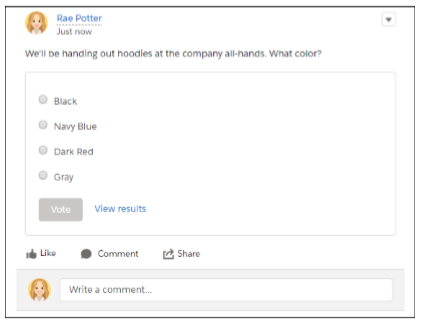 Rae Potter
Just now
We'll be handing out hoodies at the company all-hands. What color?
Black
Navy Blue
Dark Red
Gray
Vote View results
Like Comment Share
Write a comment...